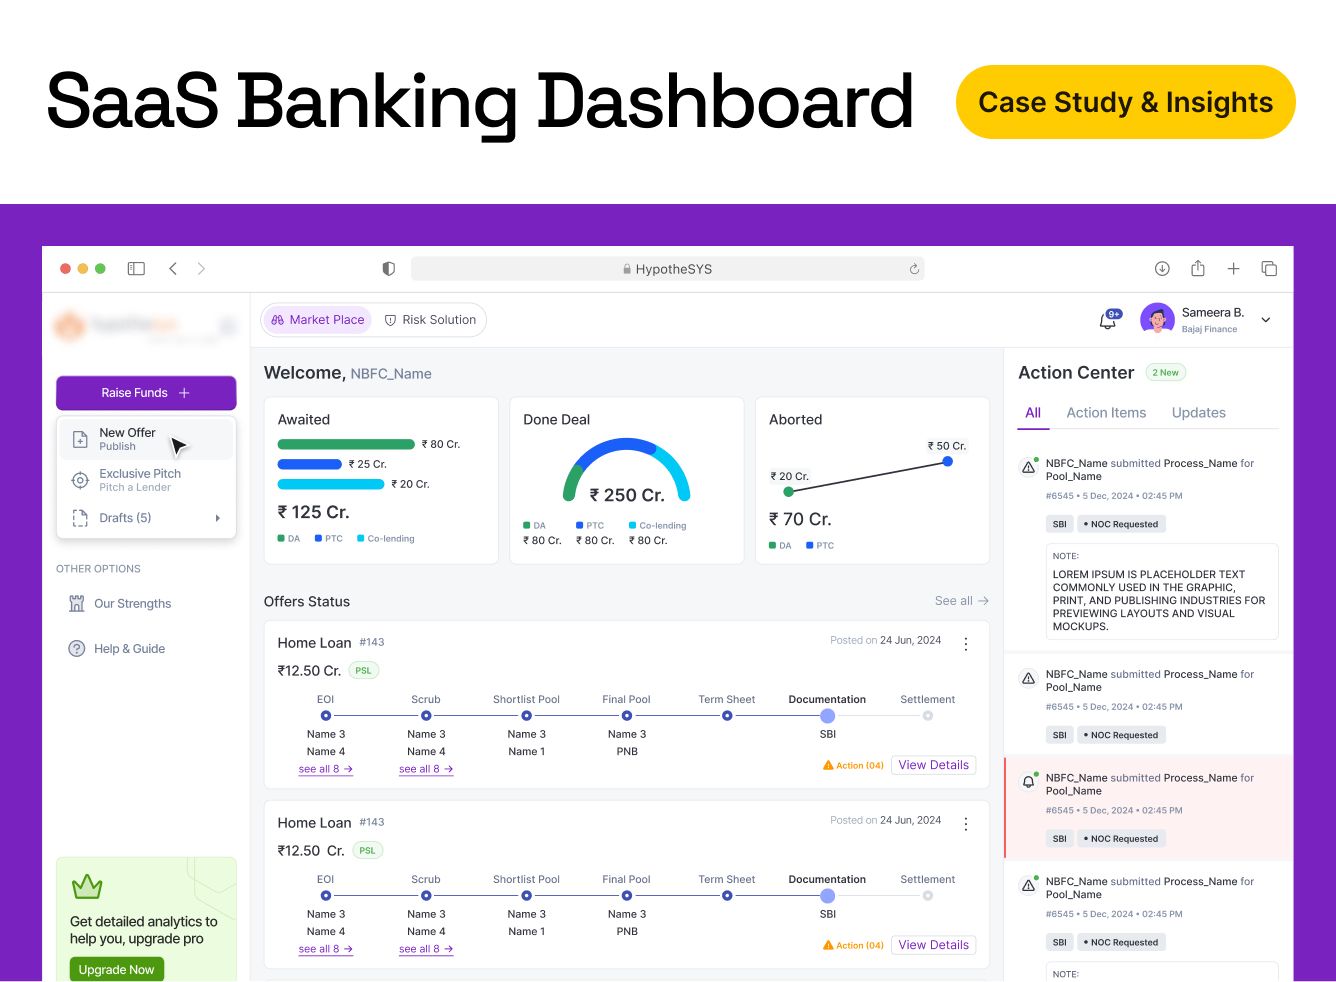 SaaS Banking Dashboard
Case Study & Insights
HypotheSYS
Market Place
Risk Solution
9+
Sameera B.
Bajaj Finance
Raise Funds
New Offer
Publish
Exclusive Pitch
Pitch a Lender
Drafts (5)
OTHER OPTIONS
Our Strengths
Help & Guide
Get detailed analytics to
help you, upgrade pro
Upgrade Now
Welcome, NBFC_Name
Awaited
₹ 80 Cr.
₹ 25 Cr.
₹ 20 Cr.
₹ 125 Cr.
DA PTC Co-lending
Done Deal
₹ 250 Cr.
DA PTC Co-lending
₹ 80 Cr. ₹ 80 Cr. ₹ 80 Cr.
Aborted
₹ 50 Cr.
₹ 20 Cr.
₹ 70 Cr.
DA PTC
Offers Status
See all →
Home Loan #143
Posted on 24 Jun, 2024
₹12.50 Cr. PSL
EOI Scrub Shortlist Pool Final Pool Term Sheet Documentation Settlement
Name 3 Name 3 Name 3 Name 3 SBI
Name 4 Name 4 Name 1 PNB
see all 8 → see all 8 →
Action (04) View Details
Home Loan #143
Posted on 24 Jun, 2024
₹12.50 Cr. PSL
EOI Scrub Shortlist Pool Final Pool Term Sheet Documentation Settlement
Name 3 Name 3 Name 3 Name 3 SBI
Name 4 Name 4 Name 1 PNB
see all 8 → see all 8 →
Action (04) View Details
Action Center 2 New
All Action Items Updates
NBFC_Name submitted Process_Name for
Pool_Name
#6545 • 5 Dec, 2024 • 02:45 PM
SBI • NOC Requested
NOTE:
LOREM IPSUM IS PLACEHOLDER TEXT
COMMONLY USED IN THE GRAPHIC,
PRINT, AND PUBLISHING INDUSTRIES FOR
PREVIEWING LAYOUTS AND VISUAL
MOCKUPS.
NBFC_Name submitted Process_Name for
Pool_Name
#6545 • 5 Dec, 2024 • 02:45 PM
SBI • NOC Requested
NBFC_Name submitted Process_Name for
Pool_Name
#6545 • 5 Dec, 2024 • 02:45 PM
SBI • NOC Requested
NBFC_Name submitted Process_Name for
Pool_Name
#6545 • 5 Dec, 2024 • 02:45 PM
SBI • NOC Requested
NOTE: